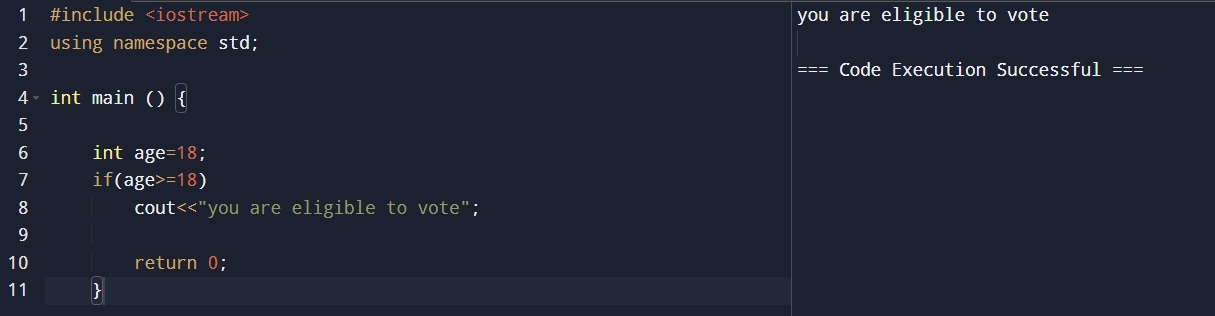 1 #include <iostream>
2 using namespace std;
3
4 int main () {
5
6     int age=18;
7     if(age>=18)
8         cout<<"you are eligible to vote";
9
10         return 0;
11     }
you are eligible to vote
=== Code Execution Successful ===